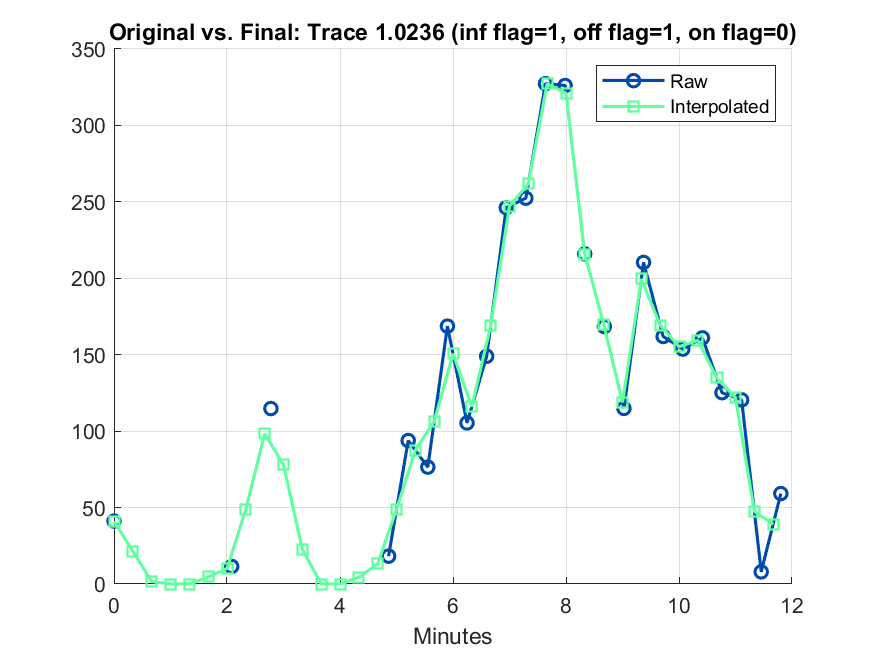 Original vs. Final: Trace 1.0236 (inf flag=1, off flag=1, on flag=0)
350
300
250
200
150
100
50
0
Raw
Interpolated
0 2 4 6 8 10 12
Minutes